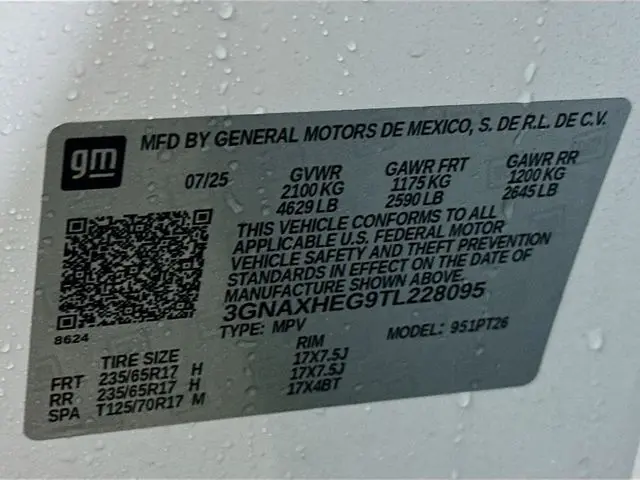 gm MFD BY GENERAL MOTORS DE MEXICO, S. DE R.L. DE C.V.
07/25 GVWR GAWR FRT GAWR RR
2100 KG 1175 KG 1200 KG
4629 LB 2590 LB 2645 LB
THIS VEHICLE CONFORMS TO ALL
APPLICABLE U.S. FEDERAL MOTOR
VEHICLE SAFETY AND THEFT PREVENTION
STANDARDS IN EFFECT ON THE DATE OF
MANUFACTURE SHOWN ABOVE.
3GNAXHEG9TL228095
8624 TYPE: MPV MODEL: 951PT26
TIRE SIZE RIM
FRT 235/65R17 H 17X7.5J
RR 235/65R17 H 17X7.5J
SPA T125/70R17 M 17X4BT